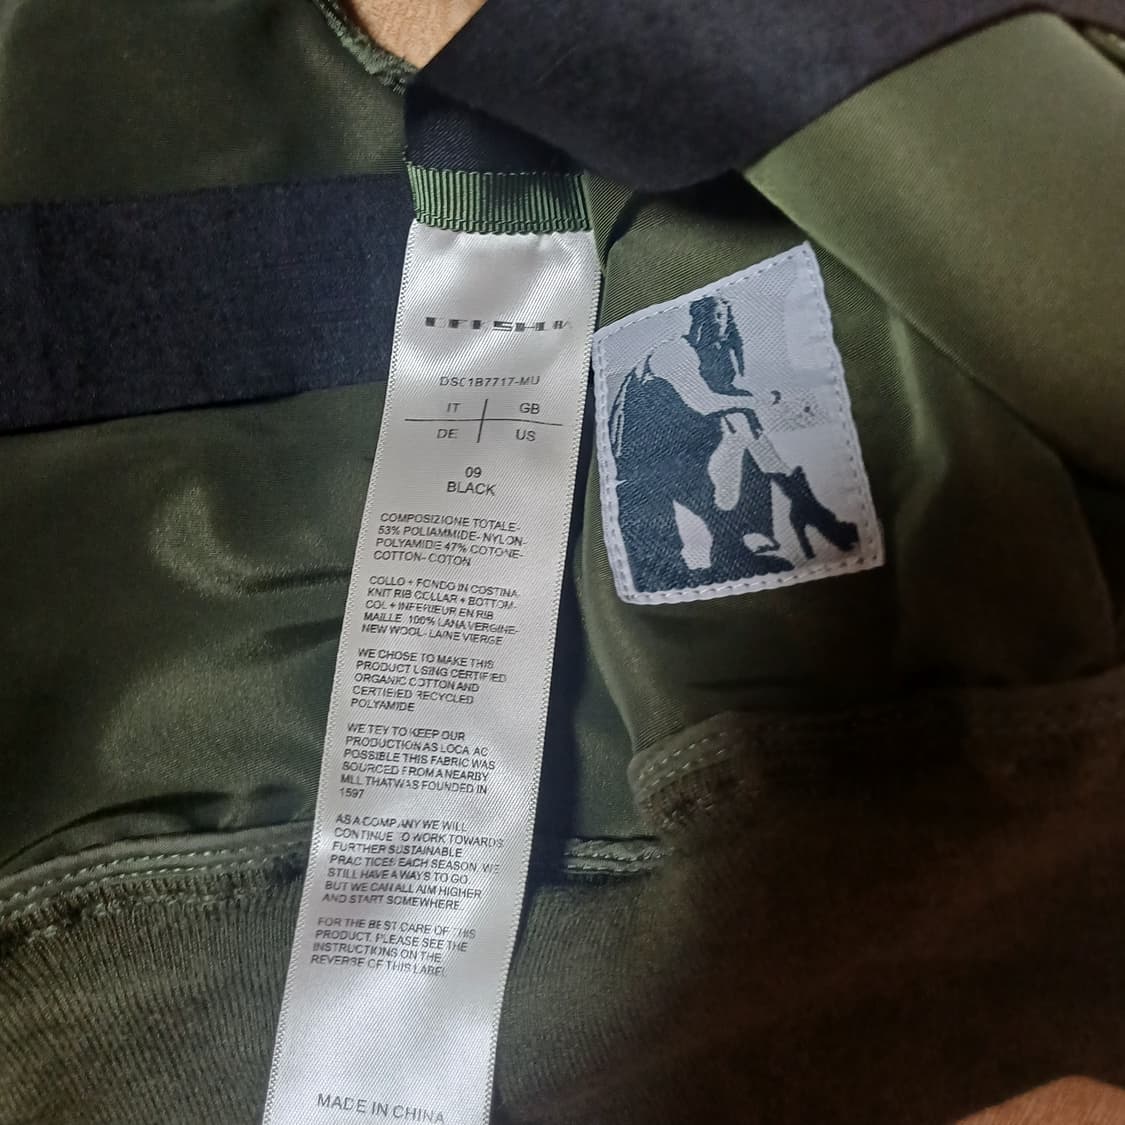 DS01B7717-MU
IT GB
DE US
09
BLACK
COMPOSIZIONE TOTALE-
53% POLIAMMIDE- NYLON-
POLYAMIDE 47% COTONE-
COTTON- COTON
COLLO + FONDO IN COSTINA-
KNIT RIB COLLAR + BOTTOM-
COL + INFERIEUR EN RIB
MAILLE, 100% LANA VERGINE-
NEW WOOL- LAINE VIERGE
WE CHOSE TO MAKE THIS
PRODUCT USING CERTIFIED
ORGANIC COTTON AND
CERTIEIED RECYCLED
POLYAMIDE
WE TEY TO KEEP OUR
PRODUCTION AS LOCA AC
POSSIBLE THIS FABRIC WAS
SOURCED FROM A NEARBY
MLL THAT WAS FOUNDED IN
1597
AS A COMPANY WE WILL
CONTINUE TO WORK TOWARDS
FURTHER SUSTAINABLE
PRACTICES EACH SEASON. WE
STILL HAVE A WAYS TO GO
BUT WE CAN ALL AIM HIGHER
AND START SOMEWHERE
FOR THE BEST CARE OF THIS
PRODUCT. PLEASE SEE THE
INSTRUCTIONS ON THE
REVERSE OF THIS LABEL
MADE IN CHINA